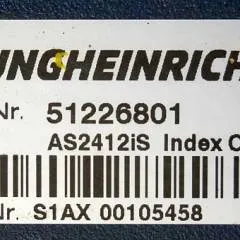 UNGHEINRICH
Nr. 51226801
AS2412iS Index C
Nr. S1AX 00105458